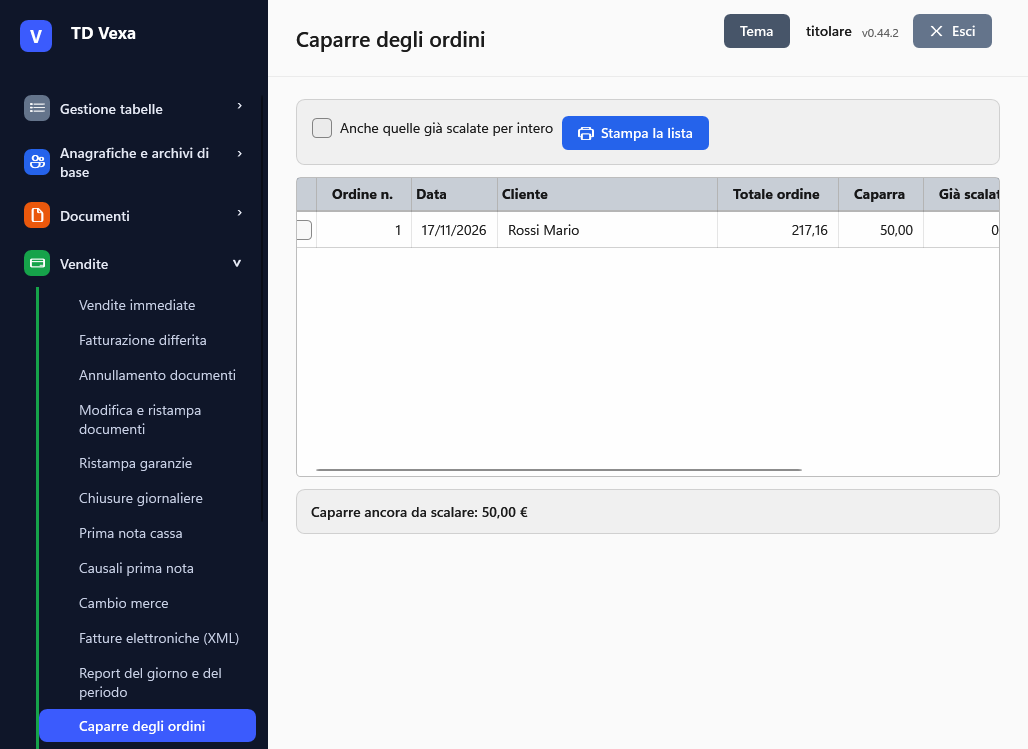 V
TD Vexa
Caparre degli ordini
Tema
titolare
v0.44.2
Esci
Gestione tabelle
Anagrafiche e archivi di
base
Documenti
Vendite
Vendite immediate
Fatturazione differita
Annullamento documenti
Modifica e ristampa
documenti
Ristampa garanzie
Chiusure giornaliere
Prima nota cassa
Causali prima nota
Cambio merce
Fatture elettroniche (XML)
Report del giorno e del
periodo
Caparre degli ordini
Anche quelle già scalate per intero
Stampa la lista
Ordine n. Data Cliente Totale ordine Caparra Già scalat
1 17/11/2026 Rossi Mario 217,16 50,00 0
Caparre ancora da scalare: 50,00 €